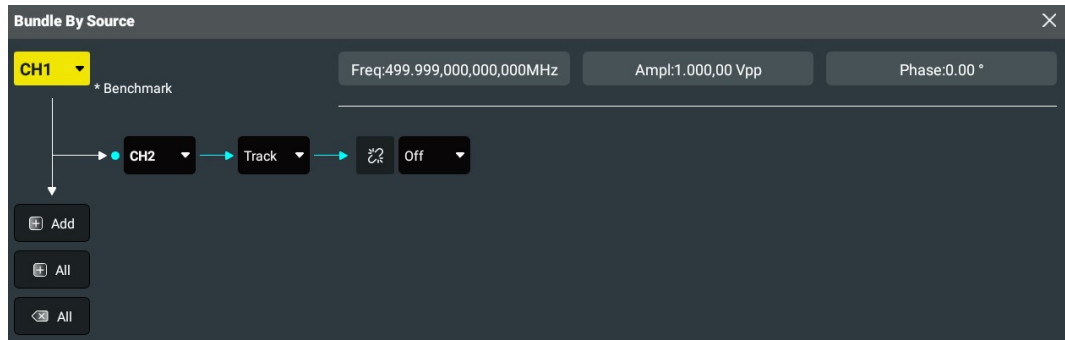 Bundle By Source
CH1
* Benchmark
Freq:499.999,000,000,000MHz
Ampl:1.000,00 Vpp
Phase:0.00 °
CH2
Track
Off
Add
All
All